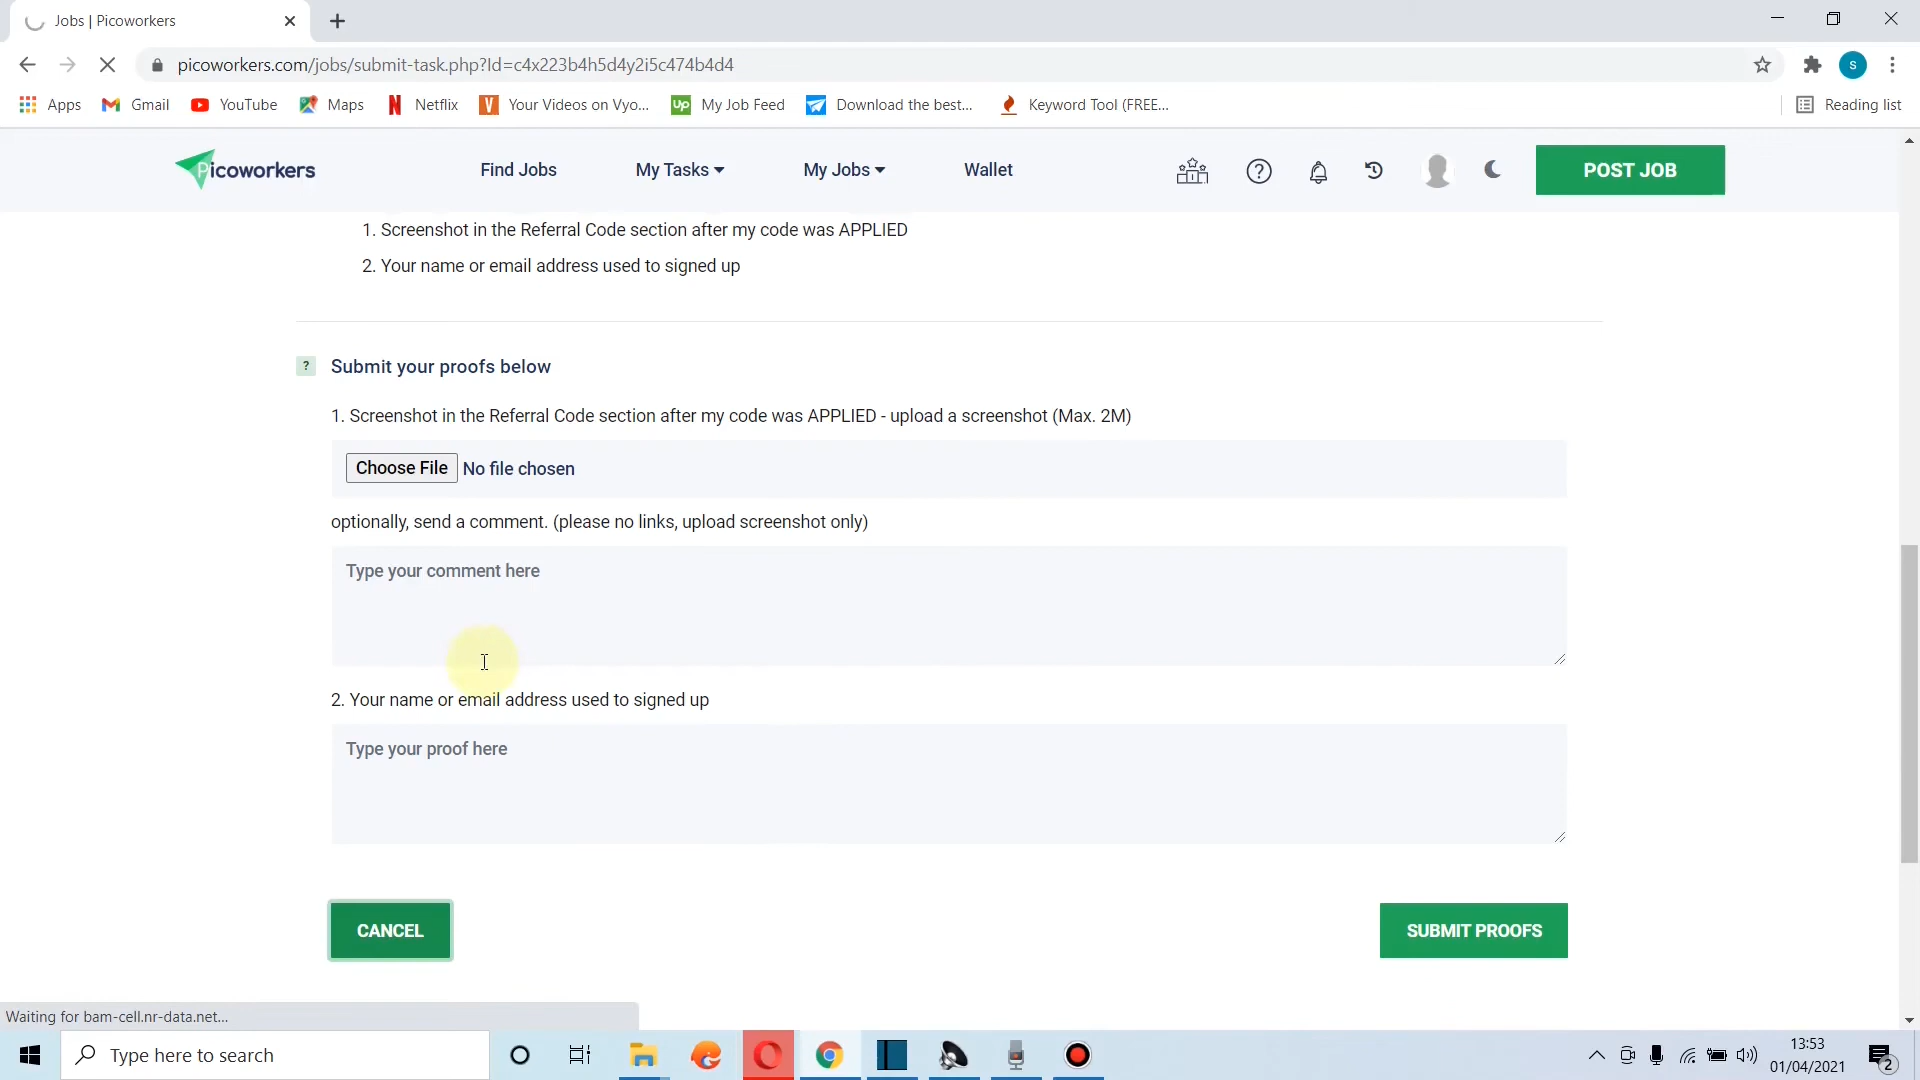 Jobs | Picoworkers
picoworkers.com/jobs/submit-task.php?Id=c4x223b4h5d4y2i5c474b4d4
S
Apps
Gmail
YouTube
Maps
Netflix
Your Videos on Vyo...
Up My Job Feed
Download the best...
Keyword Tool (FREE...
Reading list
Picoworkers
Find Jobs
My Tasks
My Jobs
Wallet
POST JOB
1. Screenshot in the Referral Code section after my code was APPLIED
2. Your name or email address used to signed up
? Submit your proofs below
1. Screenshot in the Referral Code section after my code was APPLIED - upload a screenshot (Max. 2M)
Choose File No file chosen
optionally, send a comment. (please no links, upload screenshot only)
Type your comment here
2. Your name or email address used to signed up
Type your proof here
CANCEL
SUBMIT PROOFS
Waiting for bam-cell.nr-data.net...
Type here to search
13:53
01/04/2021
2